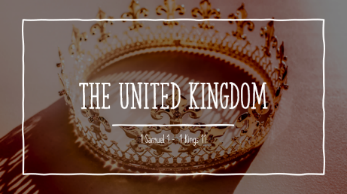 THE UNITED KINGDOM
1 Samuel 1 - 1 Kings 11